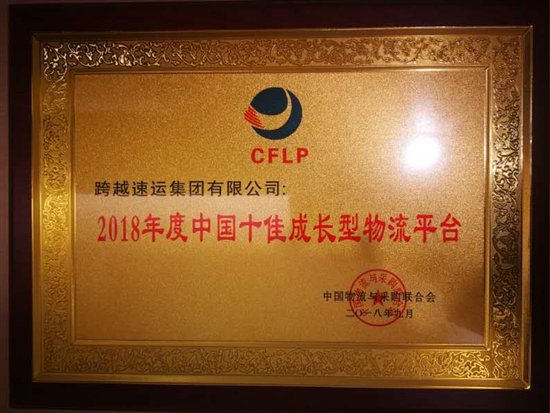 CFLP
跨越速运集团有限公司:
2018年度中国十佳成长型物流平台
中国物流与采购联合会
二〇一八年九月